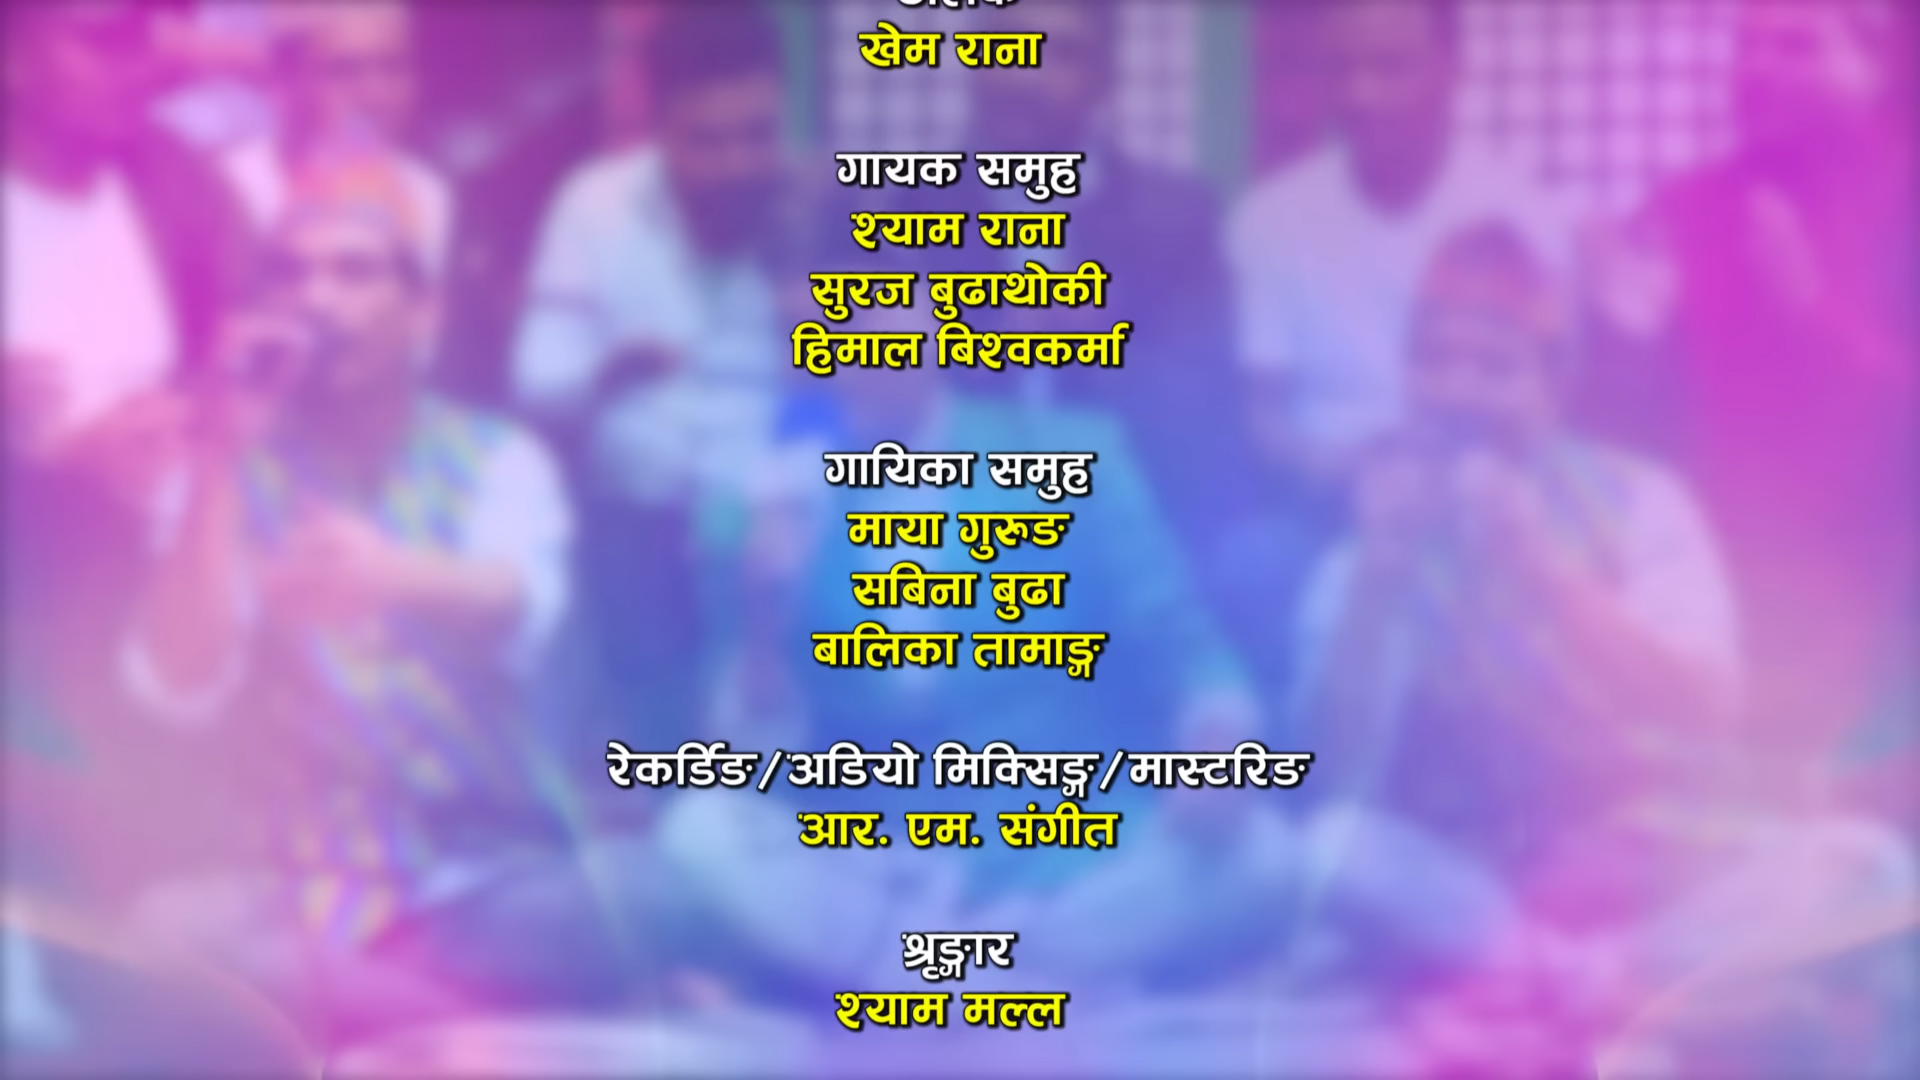 खेम राना
गायक समुह
श्याम राना
सुरज बुढाथोकी
हिमाल बिश्वकर्मा
गायिका समुह
माया गुरूङ
सबिना बुढा
बालिका तामाङ्ग
रेकर्डिङ/अडियो मिक्सिङ्ग/मास्टरिङ
आर. एम. संगीत
श्रृङ्गार
श्याम मल्ल